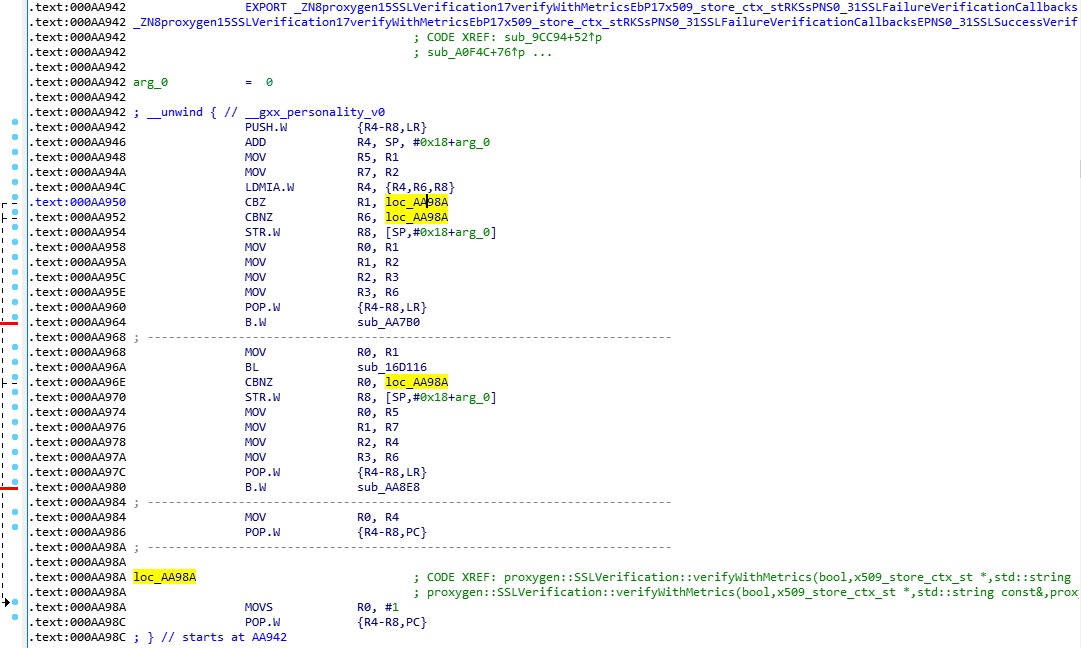 .text:000AA942 EXPORT _ZN8proxygen15SSLVerification17verifyWithMetricsEbP17x509_store_ctx_stRKSsPNS0_31SSLFailureVerificationCallbacks
.text:000AA942 _ZN8proxygen15SSLVerification17verifyWithMetricsEbP17x509_store_ctx_stRKSsPNS0_31SSLFailureVerificationCallbacksEPNS0_31SSLSuccessVerif
.text:000AA942 ; CODE XREF: sub_9CC94+52↑p
.text:000AA942 ; sub_A0F4C+76↑p ...
.text:000AA942
.text:000AA942 arg_0 = 0
.text:000AA942
.text:000AA942 ; __unwind { // __gxx_personality_v0
.text:000AA942 PUSH.W {R4-R8,LR}
.text:000AA946 ADD R4, SP, #0x18+arg_0
.text:000AA948 MOV R5, R1
.text:000AA94A MOV R7, R2
.text:000AA94C LDMIA.W R4, {R4,R6,R8}
.text:000AA950 CBZ R1, loc_AA98A
.text:000AA952 CBNZ R6, loc_AA98A
.text:000AA954 STR.W R8, [SP,#0x18+arg_0]
.text:000AA958 MOV R0, R1
.text:000AA95A MOV R1, R2
.text:000AA95C MOV R2, R3
.text:000AA95E MOV R3, R6
.text:000AA960 POP.W {R4-R8,LR}
.text:000AA964 B.W sub_AA7B0
.text:000AA968 ; ---------------------------------------------------------------------------
.text:000AA968 MOV R0, R1
.text:000AA96A BL sub_16D116
.text:000AA96E CBNZ R0, loc_AA98A
.text:000AA970 STR.W R8, [SP,#0x18+arg_0]
.text:000AA974 MOV R0, R5
.text:000AA976 MOV R1, R7
.text:000AA978 MOV R2, R4
.text:000AA97A MOV R3, R6
.text:000AA97C POP.W {R4-R8,LR}
.text:000AA980 B.W sub_AA8E8
.text:000AA984 ; ---------------------------------------------------------------------------
.text:000AA984 MOV R0, R4
.text:000AA986 POP.W {R4-R8,PC}
.text:000AA98A ; ---------------------------------------------------------------------------
.text:000AA98A
.text:000AA98A loc_AA98A ; CODE XREF: proxygen::SSLVerification::verifyWithMetrics(bool,x509_store_ctx_st *,std::string
.text:000AA98A ; proxygen::SSLVerification::verifyWithMetrics(bool,x509_store_ctx_st *,std::string const&,prox
.text:000AA98A MOVS R0, #1
.text:000AA98C POP.W {R4-R8,PC}
.text:000AA98C ; } // starts at AA942